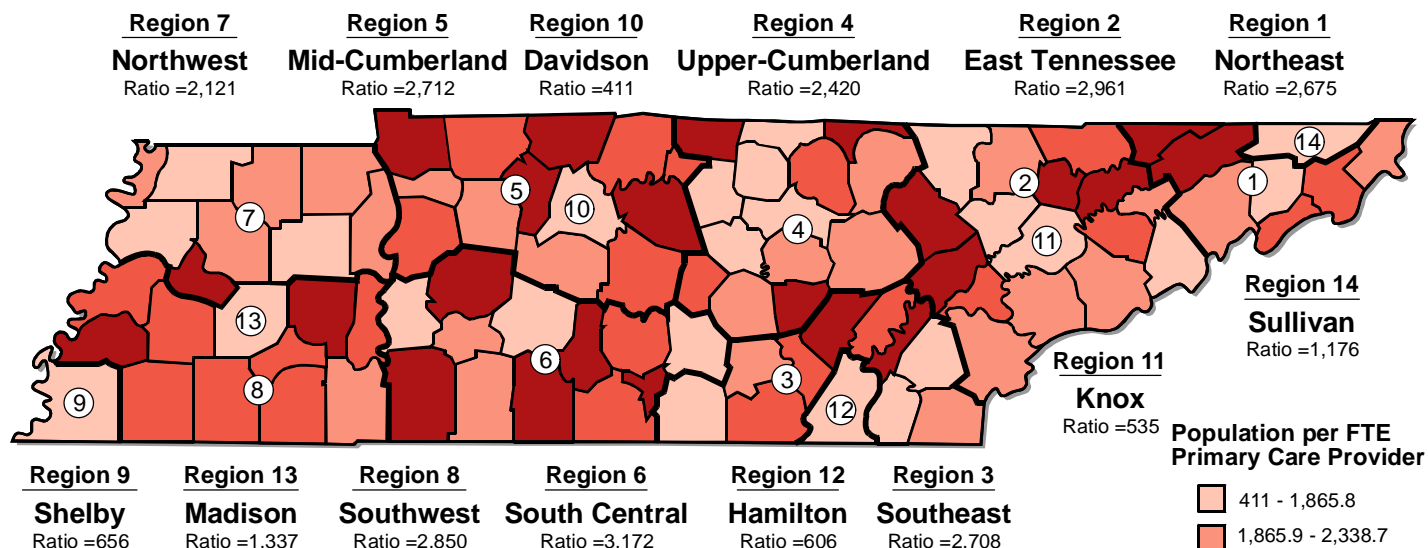 Region 7
Northwest
Ratio =2,121
Region 5
Mid-Cumberland
Ratio =2,712
Region 10
Davidson
Ratio =411
Region 4
Upper-Cumberland
Ratio =2,420
Region 2
East Tennessee
Ratio =2,961
Region 1
Northeast
Ratio =2,675
14
1
2
5
10
7
4
11
13
6
3
8
9
12
Region 14
Sullivan
Ratio =1,176
Region 11
Knox
Ratio =535
Region 9
Shelby
Ratio =656
Region 13
Madison
Ratio =1,337
Region 8
Southwest
Ratio =2,850
Region 6
South Central
Ratio =3,172
Region 12
Hamilton
Ratio =606
Region 3
Southeast
Ratio =2,708
Population per FTE
Primary Care Provider
411 - 1,865.8
1,865.9 - 2,338.7